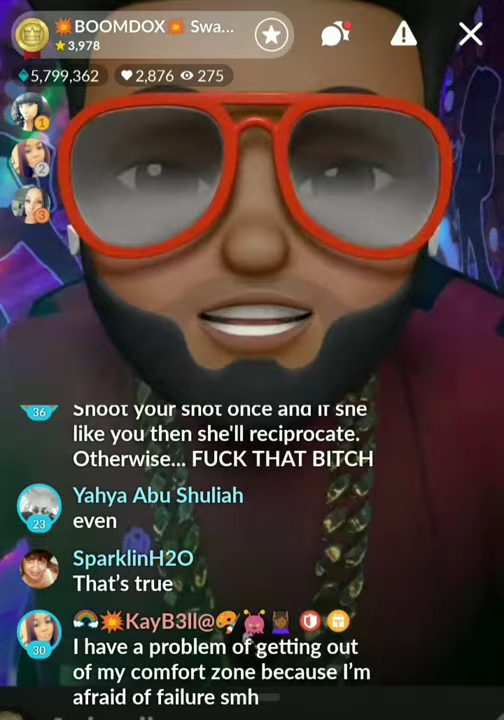 💥BOOMDOX💥 Swa...
3,978
5,799,362 2,876 275
1
2
3
36
Shoot your shot once and if she
like you then she'll reciprocate.
Otherwise... FUCK THAT BITCH
Yahya Abu Shuliah
23
even
SparklinH2O
That's true
🌈💥KayB3ll@🎨👾💆🏾‍♀️
30
I have a problem of getting out
of my comfort zone because I'm
afraid of failure smh